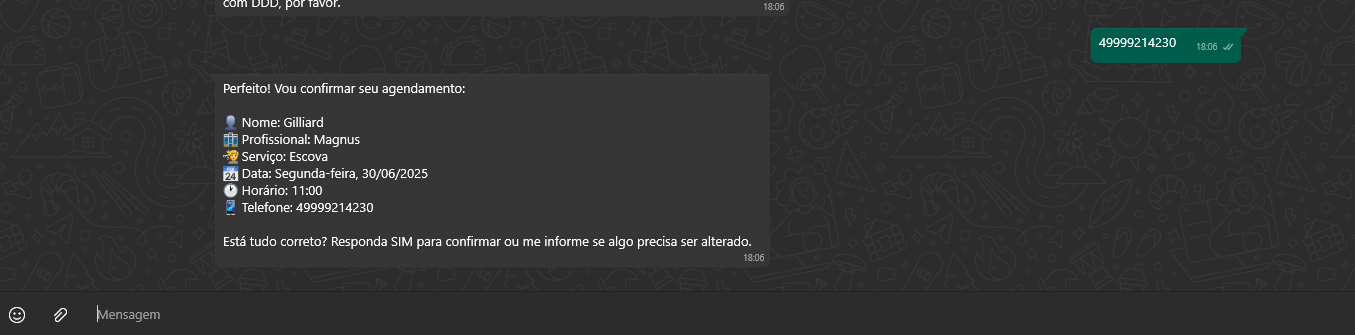 com DDD, por favor.
18:06
49999214230 18:06
Perfeito! Vou confirmar seu agendamento:
Nome: Gilliard
Profissional: Magnus
Serviço: Escova
24 Data: Segunda-feira, 30/06/2025
Horário: 11:00
Telefone: 49999214230
Está tudo correto? Responda SIM para confirmar ou me informe se algo precisa ser alterado.
18:06
Mensagem